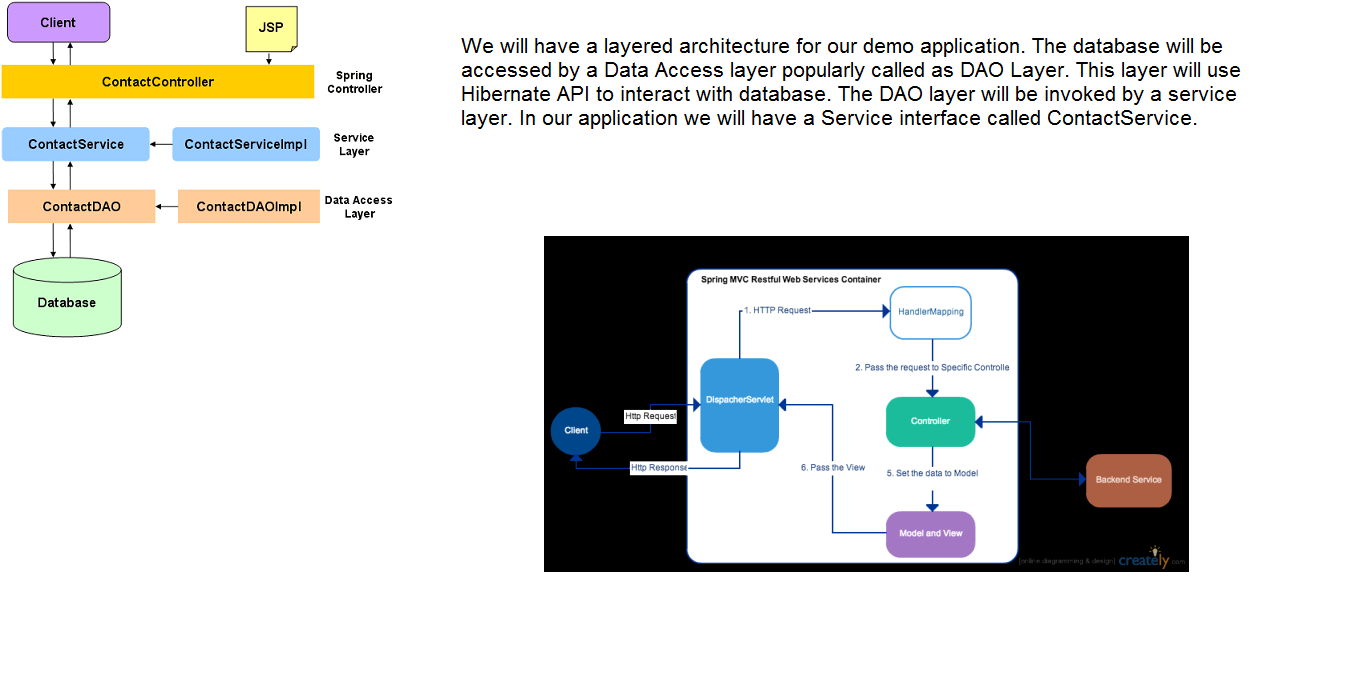 Client
JSP
ContactController
Spring
Controller
ContactService
ContactServiceImpl
Service
Layer
ContactDAO
ContactDAOImpl
Data Access
Layer
Database
We will have a layered architecture for our demo application. The database will be
accessed by a Data Access layer popularly called as DAO Layer. This layer will use
Hibernate API to interact with database. The DAO layer will be invoked by a service
layer. In our application we will have a Service interface called ContactService.
Spring MVC Restful Web Services Container
1. HTTP Request
HandlerMapping
2. Pass the request to Specific Controlle
DispacherServlet
Http Request
Client
Controller
Http Response
6. Pass the View
5. Set the data to Model
Backend Service
Model and View
[online diagramming & design] creately.com